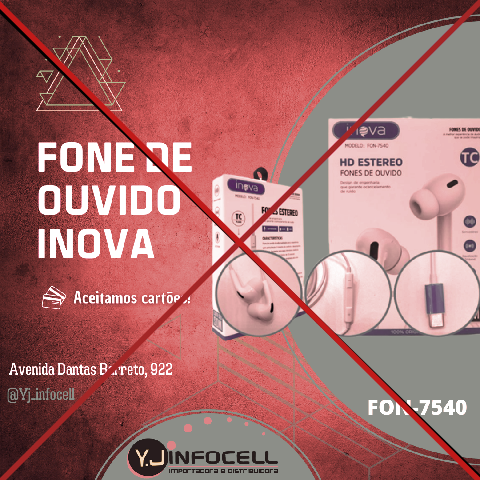 FONE DE
OUVIDO
INOVA
Aceitamos cartões!
Avenida Dantas Barreto, 922
@Yj_infocell
inova
TC
FONES ESTEREO
inova
MODELO: FON-7540
FONES DE OUVIDO
HD ESTEREO
FONES DE OUVIDO
TC
FON-7540
Y.J INFOCELL
importadora e distribuidora